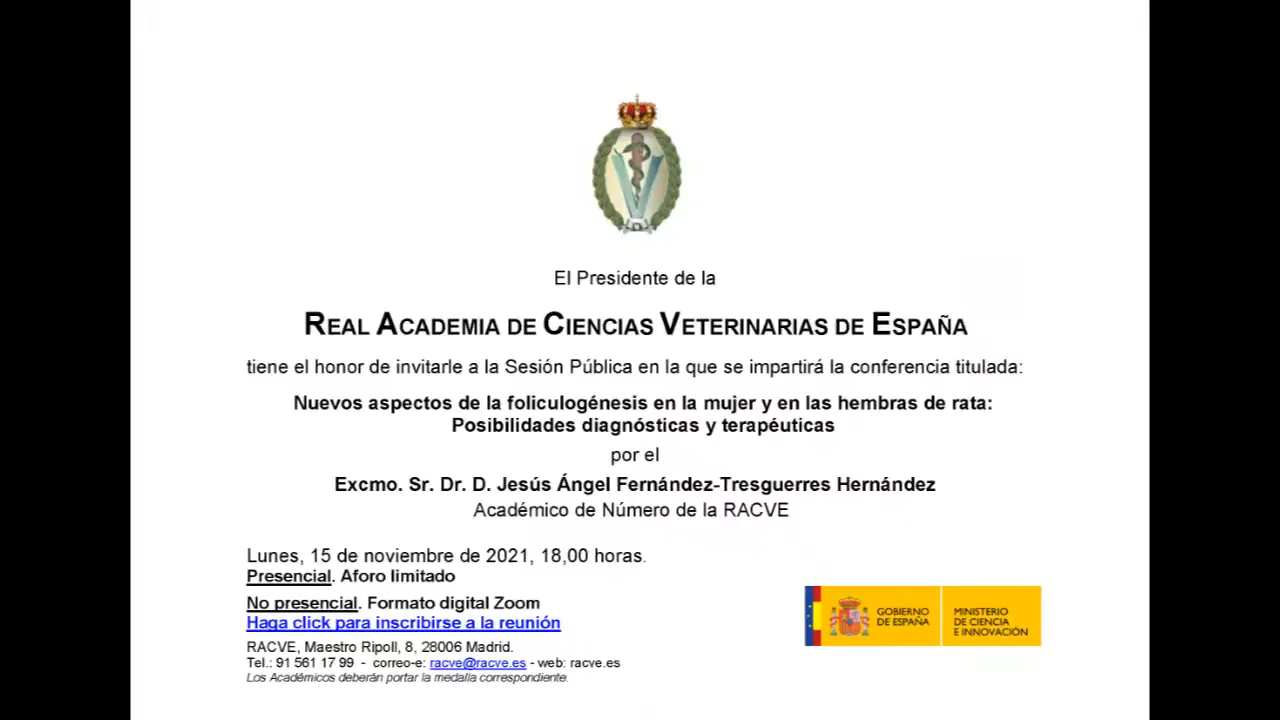 El Presidente de la
REAL ACADEMIA DE CIENCIAS VETERINARIAS DE ESPAÑA
tiene el honor de invitarle a la Sesión Pública en la que se impartirá la conferencia titulada:
Nuevos aspectos de la foliculogénesis en la mujer y en las hembras de rata:
Posibilidades diagnósticas y terapéuticas
por el
Excmo. Sr. Dr. D. Jesús Ángel Fernández-Tresguerres Hernández
Académico de Número de la RACVE
Lunes, 15 de noviembre de 2021, 18,00 horas.
Presencial. Aforo limitado
No presencial. Formato digital Zoom
Haga click para inscribirse a la reunión
RACVE, Maestro Ripoll, 8, 28006 Madrid.
Tel.: 91 561 17 99 - correo-e: racve@racve.es - web: racve.es
Los Académicos deberán portar la medalla correspondiente.
GOBIERNO
DE ESPAÑA
MINISTERIO
DE CIENCIA
E INNOVACIÓN